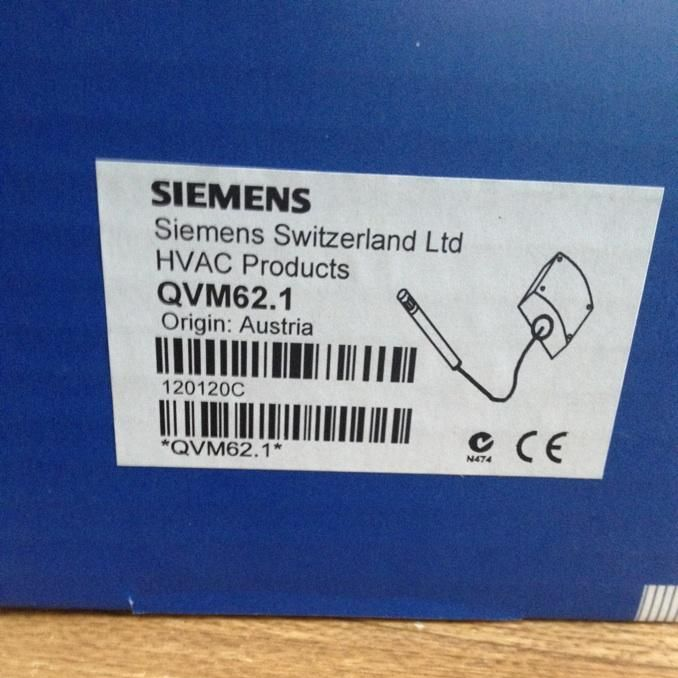 SIEMENS
Siemens Switzerland Ltd
HVAC Products
QVM62.1
Origin: Austria
120120C
*QVM62.1*
N474
CE